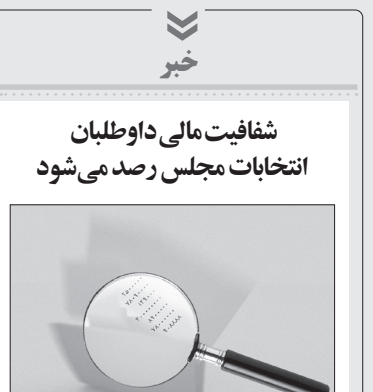 خبر
شفافیت مالی داوطلبان
انتخابات مجلس رصد می‌شود